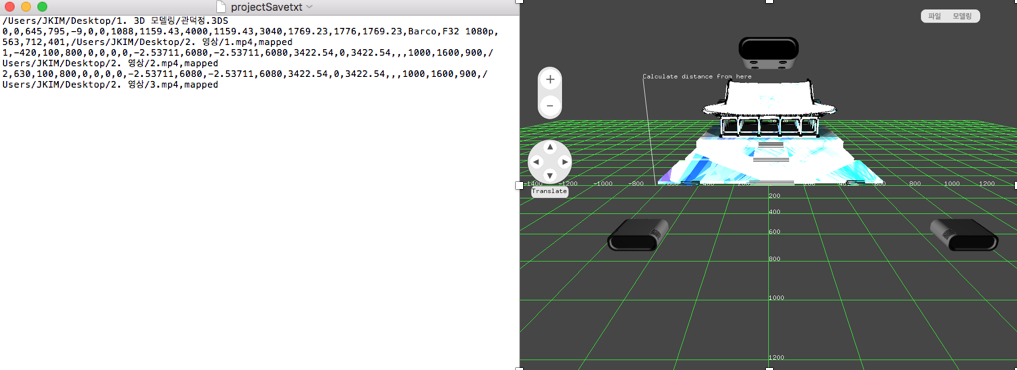 projectSavetxt
/Users/JKIM/Desktop/1. 3D 모델링/관덕정.3DS
0,0,645,795,-9,0,0,1088,1159.43,4000,1159.43,3040,1769.23,1776,1769.23,Barco,F32 1080p,
563,712,401,/Users/JKIM/Desktop/2. 영상/1.mp4,mapped
1,-420,100,800,0,0,0,0,-2.53711,6080,-2.53711,6080,3422.54,0,3422.54,,,1000,1600,900,/
Users/JKIM/Desktop/2. 영상/2.mp4,mapped
2,630,100,800,0,0,0,0,-2.53711,6080,-2.53711,6080,3422.54,0,3422.54,,,1000,1600,900,/
Users/JKIM/Desktop/2. 영상/3.mp4,mapped
파일 모델링
Calculate distance from here
Translate
-1200 -1000 -800 800 1000 1200
200
400
600
800
1000
1200